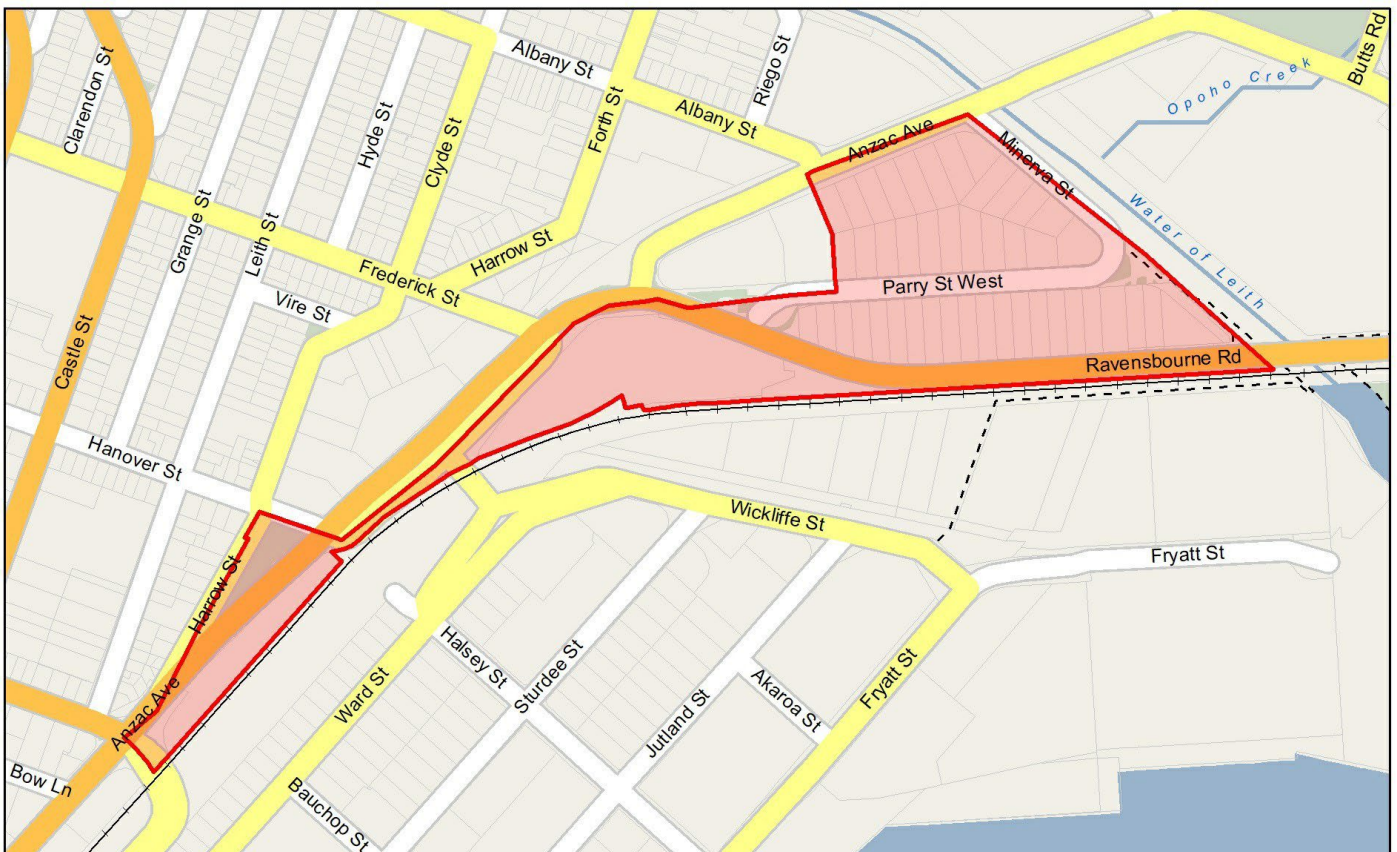 Butts Rd
Albany St
Riego St
Clarendon St
Opoho Creek
Hyde St
Forth St
Albany St
Clyde St
Anzac Ave
Minerva St
Grange St
Leith St
Harrow St
Water of Leith
Frederick St
Parry St West
Vire St
Castle St
Ravensbourne Rd
Hanover St
Wickliffe St
Fryatt St
Harrow St
Halsey St
Sturdee St
Akaroa St
Fryatt St
Ward St
Jutland St
Anzac Ave
Bow Ln
Bauchop St